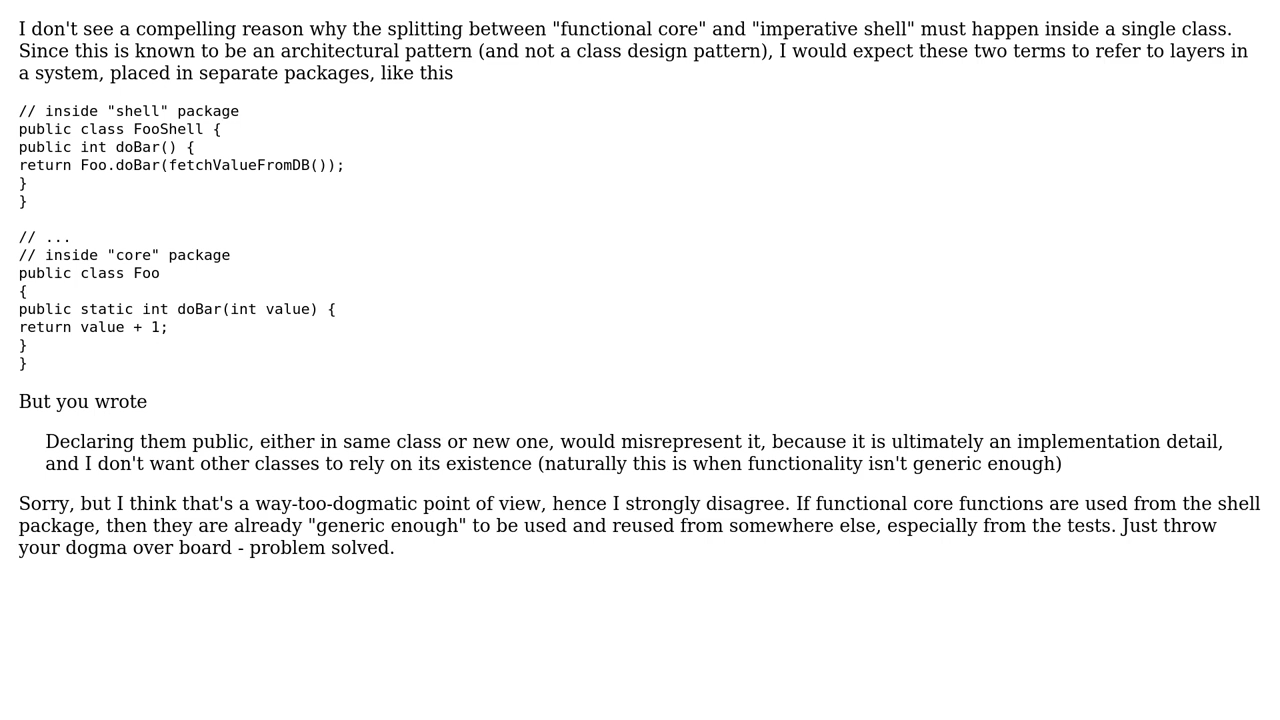 I don't see a compelling reason why the splitting between "functional core" and "imperative shell" must happen inside a single class.
Since this is known to be an architectural pattern (and not a class design pattern), I would expect these two terms to refer to layers in
a system, placed in separate packages, like this
// inside "shell" package
public class FooShell {
public int doBar() {
return Foo.doBar(fetchValueFromDB());
}
}
// ...
// inside "core" package
public class Foo
{
public static int doBar(int value) {
return value + 1;
}
}
But you wrote
Declaring them public, either in same class or new one, would misrepresent it, because it is ultimately an implementation detail,
and I don't want other classes to rely on its existence (naturally this is when functionality isn't generic enough)
Sorry, but I think that's a way-too-dogmatic point of view, hence I strongly disagree. If functional core functions are used from the shell
package, then they are already "generic enough" to be used and reused from somewhere else, especially from the tests. Just throw
your dogma over board - problem solved.